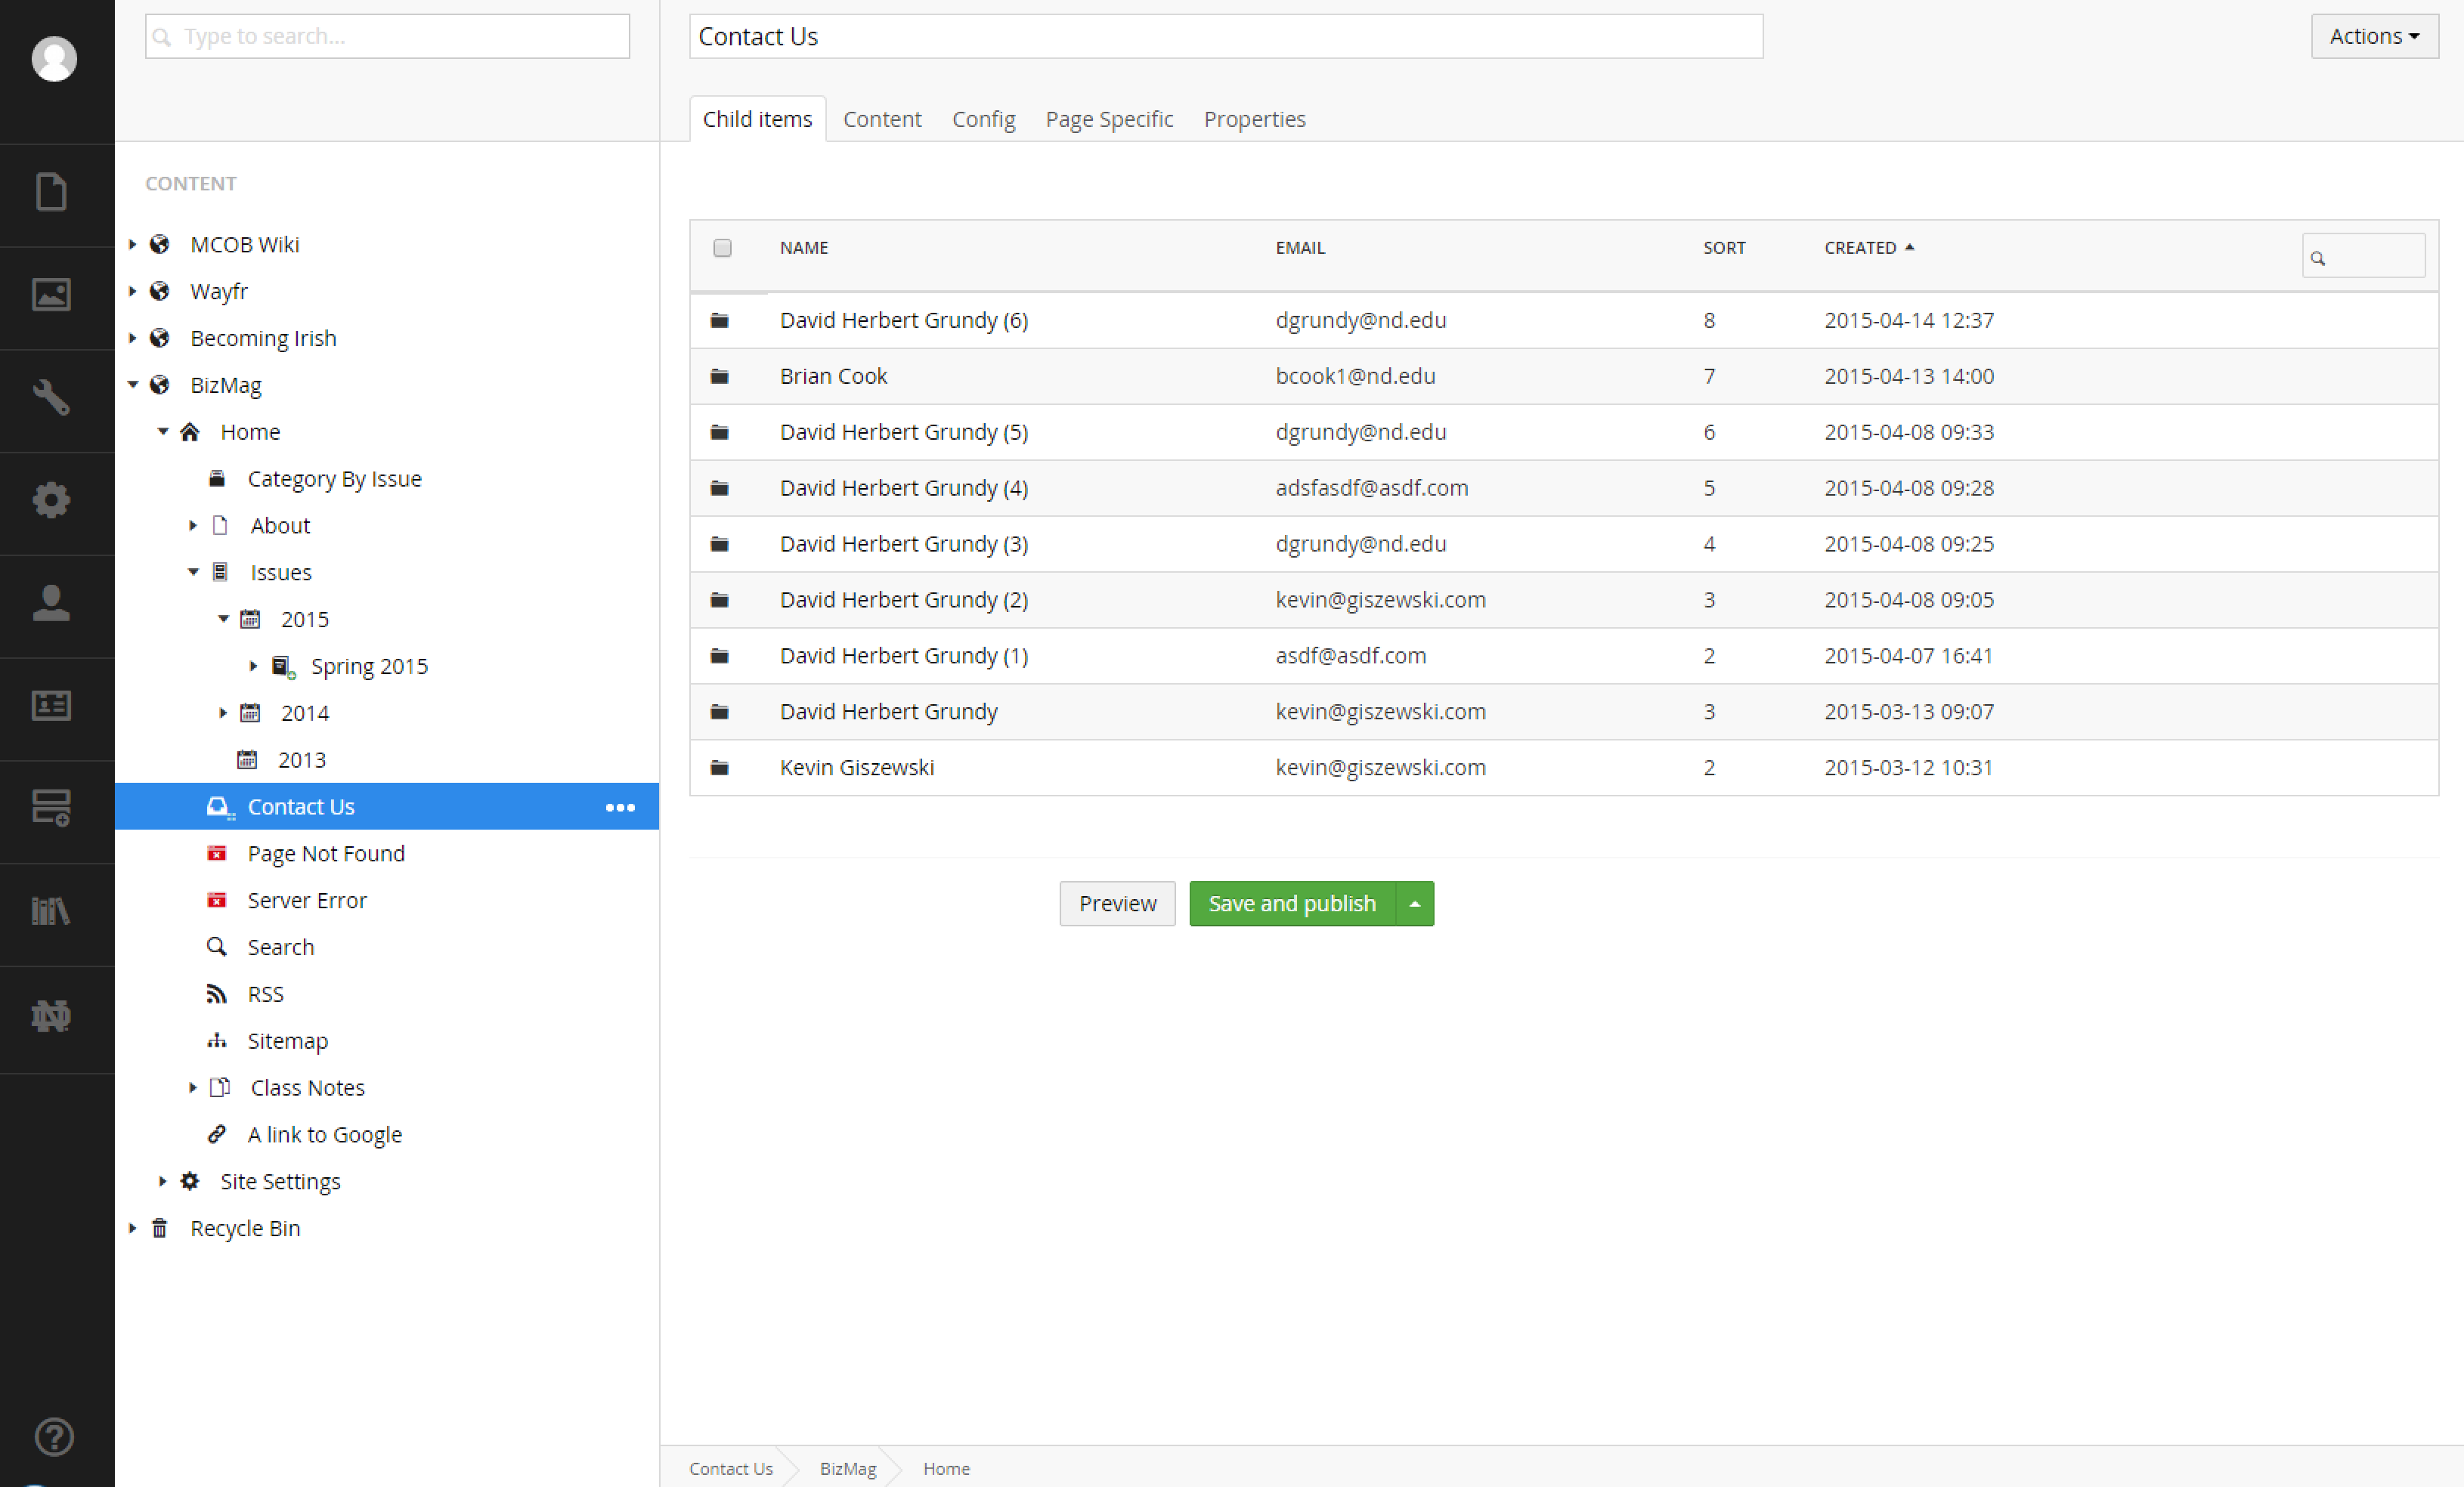 Type to search...
Contact Us
Actions
Child items Content Config Page Specific Properties
CONTENT
MCOB Wiki
Wayfr
Becoming Irish
BizMag
Home
Category By Issue
About
Issues
2015
Spring 2015
2014
2013
Contact Us
Page Not Found
Server Error
Search
RSS
Sitemap
Class Notes
A link to Google
Site Settings
Recycle Bin
NAME EMAIL SORT CREATED
David Herbert Grundy (6) dgrundy@nd.edu 8 2015-04-14 12:37
Brian Cook bcook1@nd.edu 7 2015-04-13 14:00
David Herbert Grundy (5) dgrundy@nd.edu 6 2015-04-08 09:33
David Herbert Grundy (4) adsfasdf@asdf.com 5 2015-04-08 09:28
David Herbert Grundy (3) dgrundy@nd.edu 4 2015-04-08 09:25
David Herbert Grundy (2) kevin@giszewski.com 3 2015-04-08 09:05
David Herbert Grundy (1) asdf@asdf.com 2 2015-04-07 16:41
David Herbert Grundy kevin@giszewski.com 3 2015-03-13 09:07
Kevin Giszewski kevin@giszewski.com 2 2015-03-12 10:31
Preview Save and publish
Contact Us BizMag Home